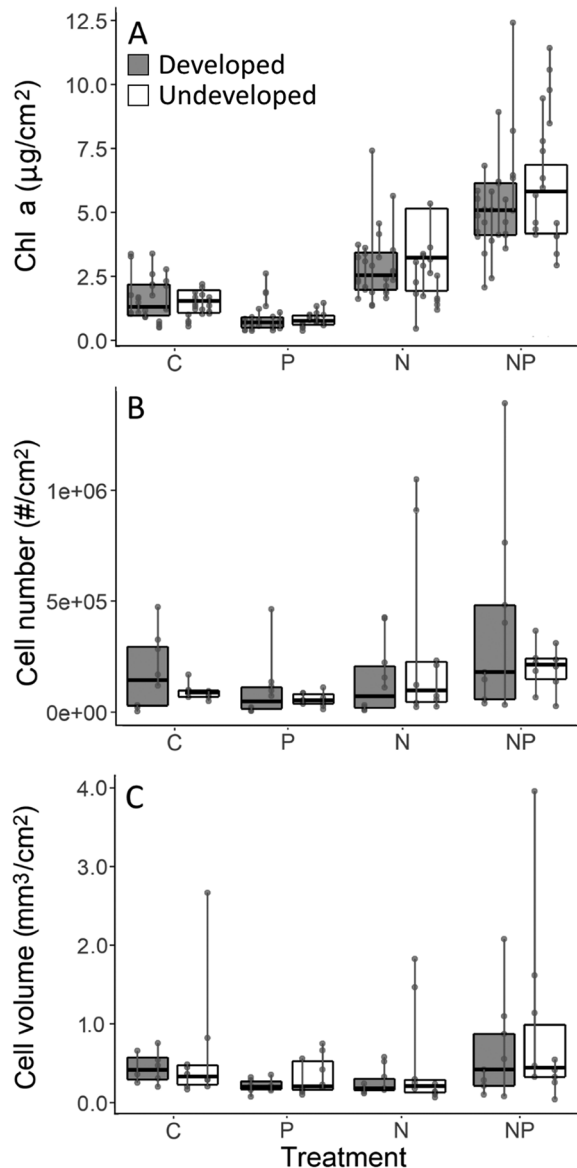 A
Developed
Undeveloped
Chl a (µg/cm²)
12.5
10.0
7.5
5.0
2.5
0.0
C P N NP
B
Cell number (#/cm²)
1e+06
5e+05
0e+00
C P N NP
C
Cell volume (mm³/cm²)
4.0
3.0
2.0
1.0
0.0
C P N NP
Treatment